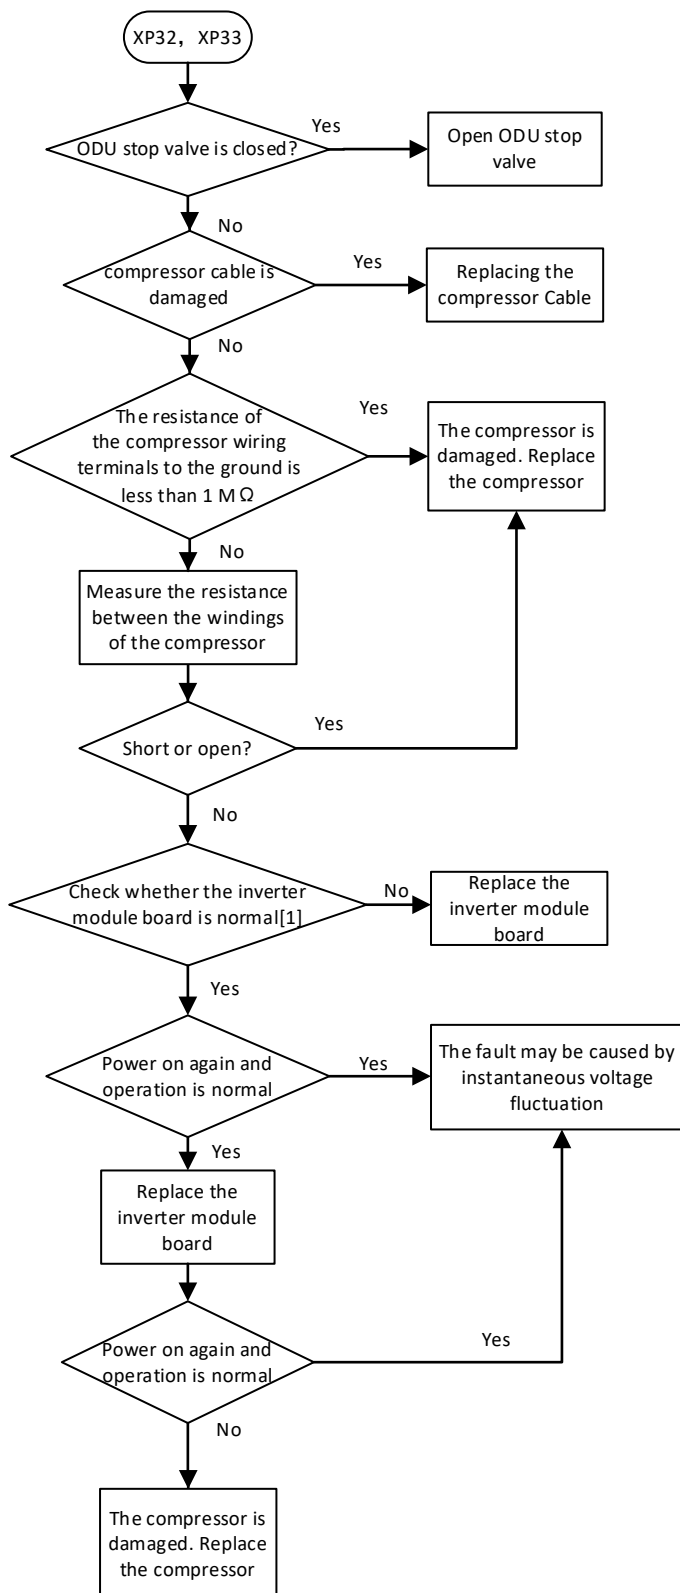 XP32, XP33
ODU stop valve is closed?
Yes
Open ODU stop
valve
No
compressor cable is
damaged
Yes
Replacing the
compressor Cable
No
The resistance of
the compressor wiring
terminals to the ground is
less than 1 M Ω
Yes
The compressor is
damaged. Replace
the compressor
No
Measure the resistance
between the windings
of the compressor
Short or open?
Yes
No
Check whether the inverter
module board is normal[1]
No
Replace the
inverter module
board
Yes
Power on again and
operation is normal
Yes
The fault may be caused by
instantaneous voltage
fluctuation
Yes
Replace the
inverter module
board
Power on again and
operation is normal
Yes
No
The compressor is
damaged. Replace
the compressor